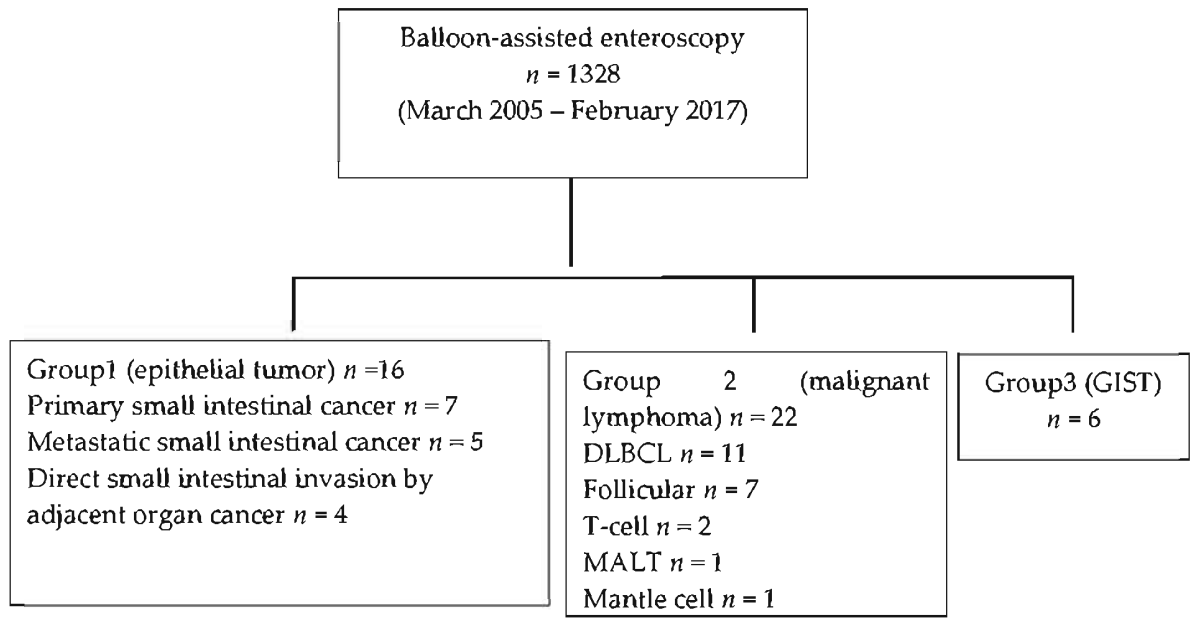 Balloon-assisted enteroscopy
n = 1328
(March 2005 – February 2017)
Group1 (epithelial tumor) n =16
Primary small intestinal cancer n = 7
Metastatic small intestinal cancer n = 5
Direct small intestinal invasion by
adjacent organ cancer n = 4
Group 2 (malignant
lymphoma) n = 22
DLBCL n = 11
Follicular n = 7
T-cell n = 2
MALT n = 1
Mantle cell n = 1
Group3 (GIST)
n = 6